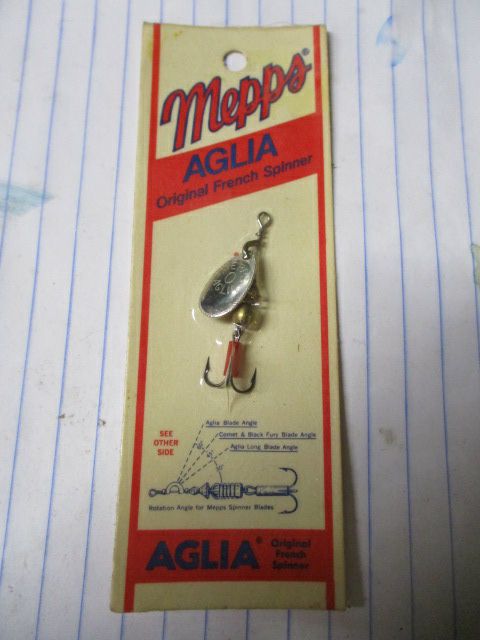 Mepps®
AGLIA
Original French Spinner
SEE
OTHER
SIDE
Aglia Blade Angle
Comet & Black Fury Blade Angle
Aglia Long Blade Angle
Rotation Angle for Mepps Spinner Blades
AGLIA®
Original
French
Spinner